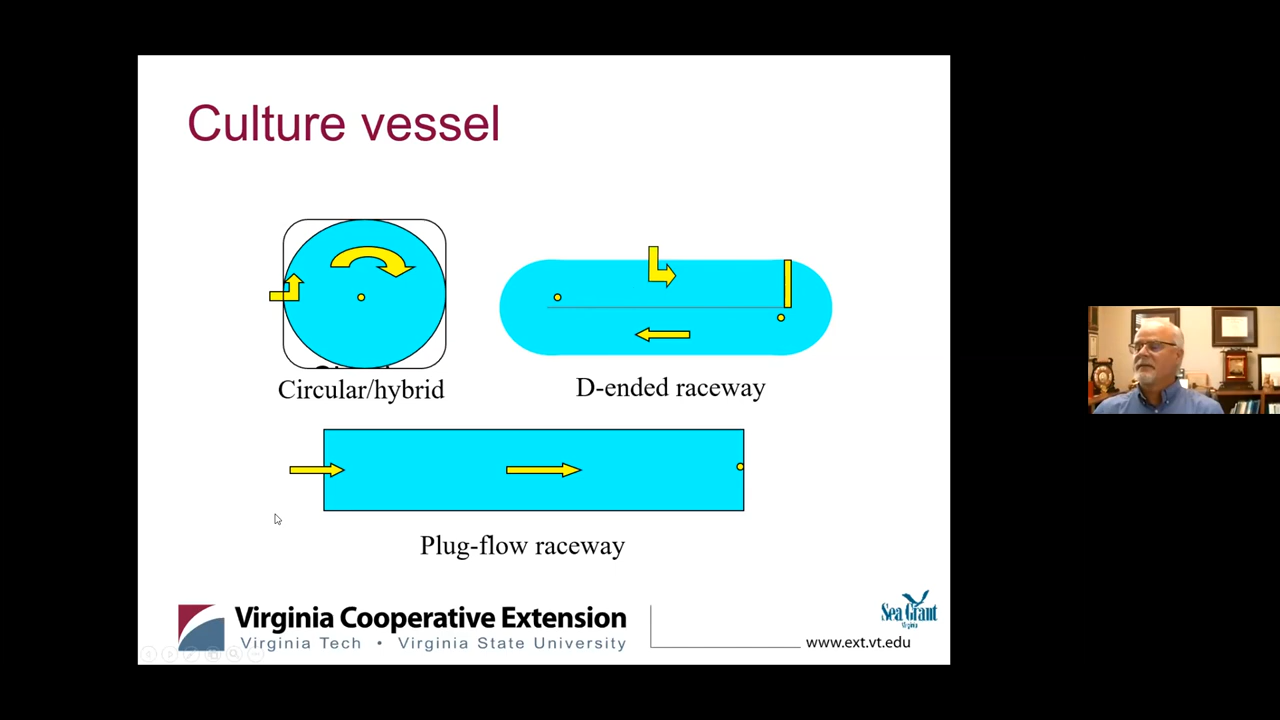 Culture vessel
Circular/hybrid
D-ended raceway
Plug-flow raceway
Virginia Cooperative Extension
Virginia Tech • Virginia State University
Sea Grant
Virginia
www.ext.vt.edu